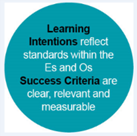 Learning
Intentions reflect
standards within the
Es and Os
Success Criteria are
clear, relevant and
measurable